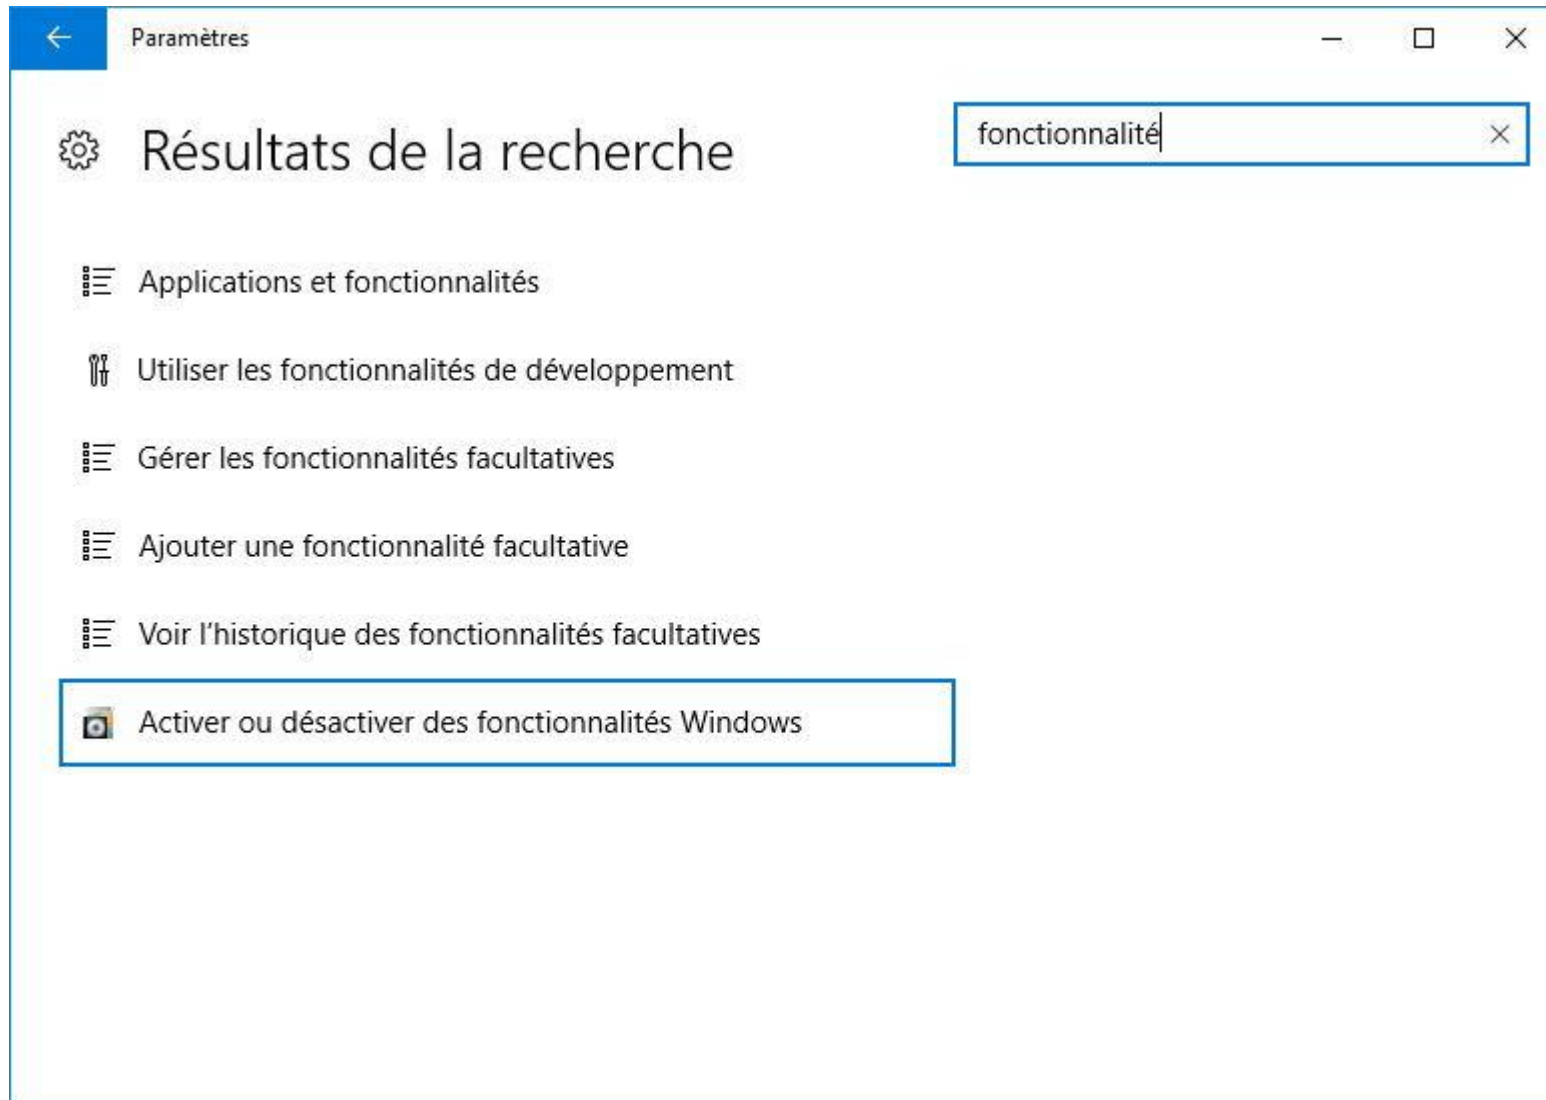 Paramètres
Résultats de la recherche
fonctionnalité
Applications et fonctionnalités
Utiliser les fonctionnalités de développement
Gérer les fonctionnalités facultatives
Ajouter une fonctionnalité facultative
Voir l’historique des fonctionnalités facultatives
Activer ou désactiver des fonctionnalités Windows